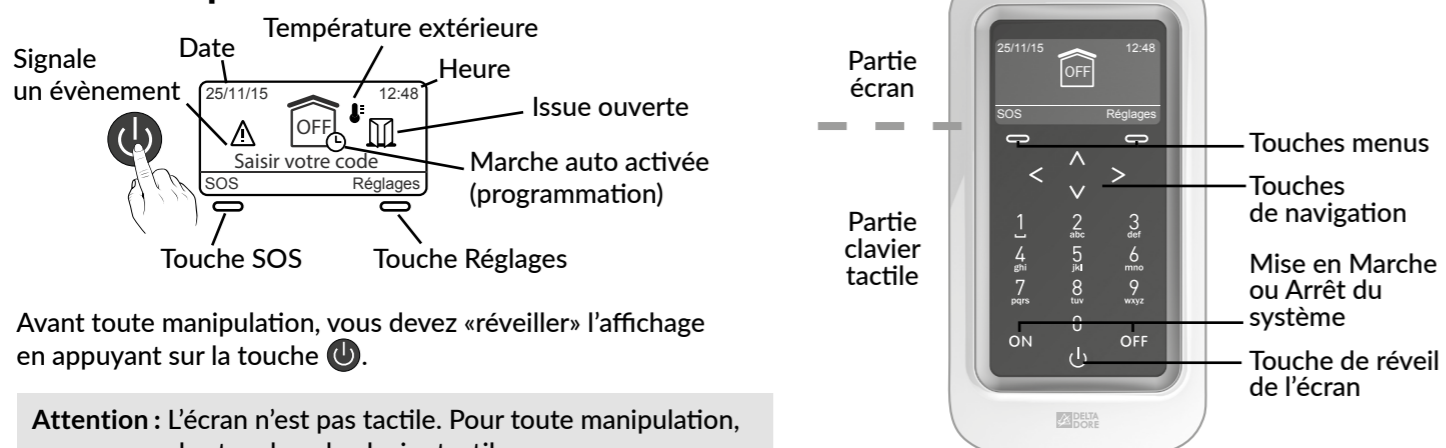 Température extérieure
Date
Signale
un évènement
Heure
25/11/15
12:48
OFF
Issue ouverte
Saisir votre code
Marche auto activée
(programmation)
SOS
Réglages
Touche SOS
Touche Réglages
Avant toute manipulation, vous devez «réveiller» l’affichage
en appuyant sur la touche .
Attention : L’écran n’est pas tactile. Pour toute manipulation,
Partie
écran
25/11/15
12:48
OFF
SOS
Réglages
Touches menus
Touches
de navigation
Partie
clavier
tactile
1
2
abc
3
def
4
ghi
5
jkl
6
mno
7
pqrs
8
tuv
9
wxyz
0
ON
OFF
Mise en Marche
ou Arrêt du
système
Touche de réveil
de l’écran
DELTA
DORE